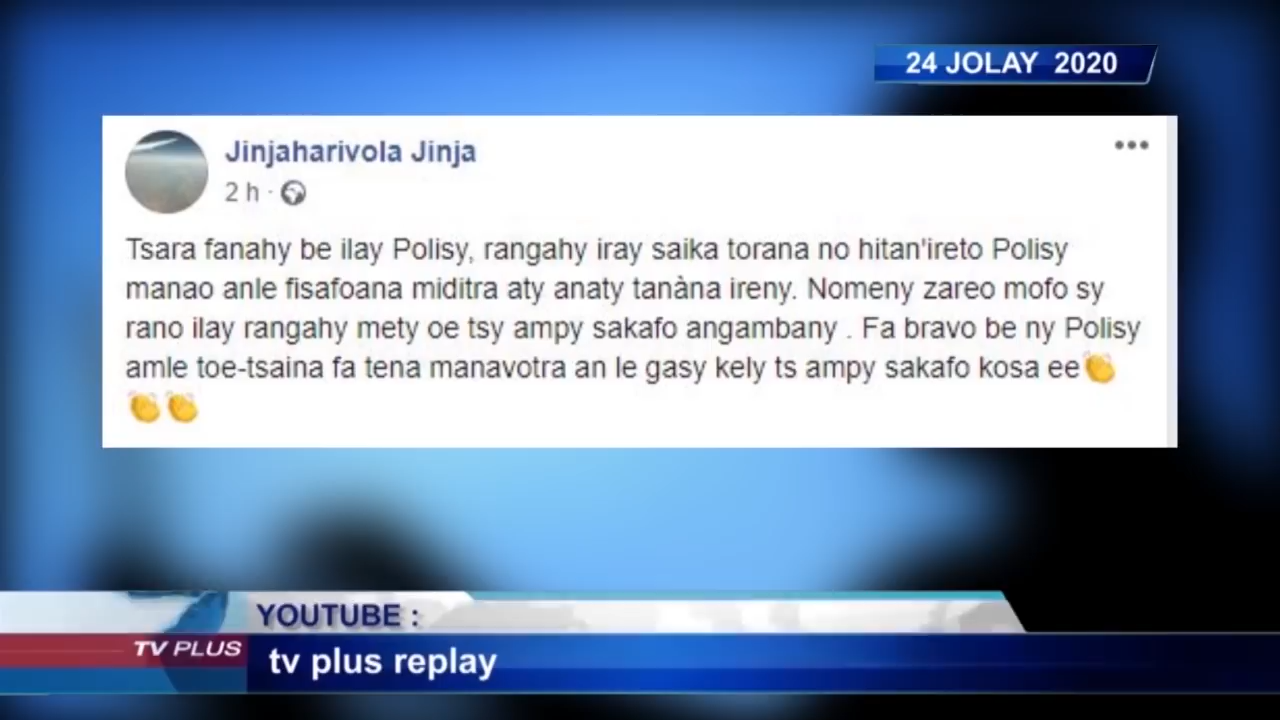 24 JOLAY 2020
Jinjaharivola Jinja
2 h ·
Tsara fanahy be ilay Polisy, rangahy iray saika torana no hitan'ireto Polisy
manao anle fisafoana miditra aty anaty tanàna ireny. Nomeny zareo mofo sy
rano ilay rangahy mety oe tsy ampy sakafo angambany . Fa bravo be ny Polisy
amle toe-tsaina fa tena manavotra an le gasy kely ts ampy sakafo kosa ee👏
👏👏
YOUTUBE :
TV PLUS
tv plus replay